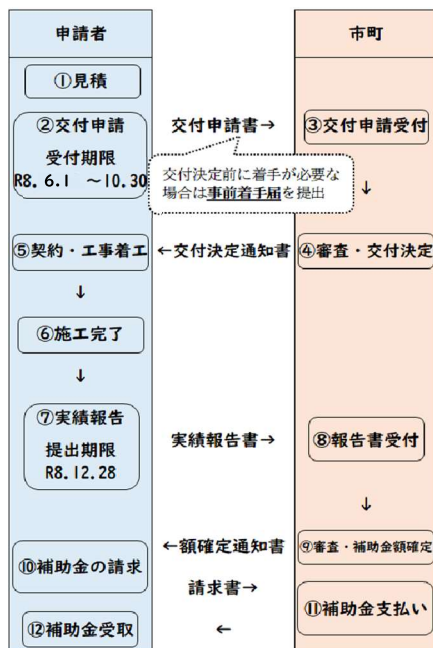 申請者
市町
①見積
②交付申請
受付期限
R8.6.1 ～10.30
交付申請書→
③交付申請受付
交付決定前に着手が必要な
場合は事前着手届を提出
↓
⑤契約・工事着工
←交付決定通知書
④審査・交付決定
↓
⑥施工完了
↓
⑦実績報告
提出期限
R8.12.28
実績報告書→
⑧報告書受付
↓
←額確定通知書
⑨審査・補助金額確定
⑩補助金の請求
請求書→
⑪補助金支払い
⑫補助金受取
←